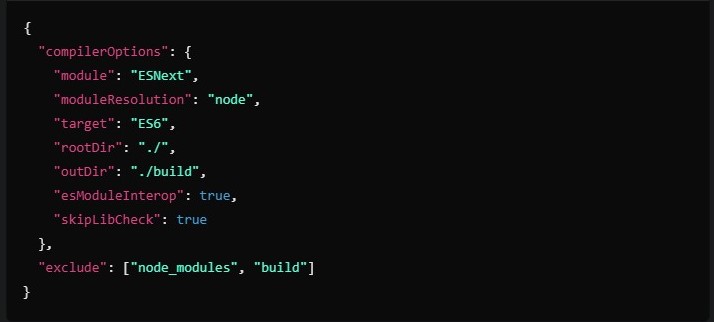 {
  "compilerOptions": {
    "module": "ESNext",
    "moduleResolution": "node",
    "target": "ES6",
    "rootDir": "./",
    "outDir": "./build",
    "esModuleInterop": true,
    "skipLibCheck": true
  },
  "exclude": ["node_modules", "build"]
}